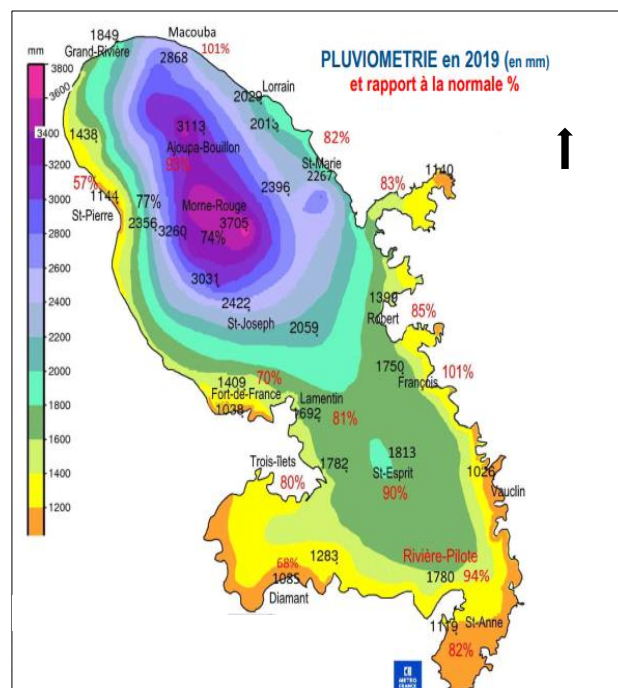 PLUVIOMETRIE en 2019 (en mm)
et rapport à la normale %
mm
3800
3600
3400
3200
3000
2800
2600
2400
2200
2000
1800
1600
1400
1200
1849
Macouba
Grand-Rivière
101%
2868
Lorrain
2029
2013
3113
1438
82%
Ajoupa-Bouillon
93%
St-Marie
2267
1140
57%
83%
2396
1144
77%
Morne-Rouge
St-Pierre
2356
3260
3705
74%
3031
1399
2422
Robert
85%
St-Joseph
2059
1750
70%
François
101%
1409
Fort-de-France
Lamentin
1038
1692
81%
1813
Trois-îlets
1782
St-Esprit
1026
80%
90%
Vauclin
Rivière-Pilote
68%
1283
1085
1780
94%
Diamant
St-Anne
1119
82%
METEO
FRANCE